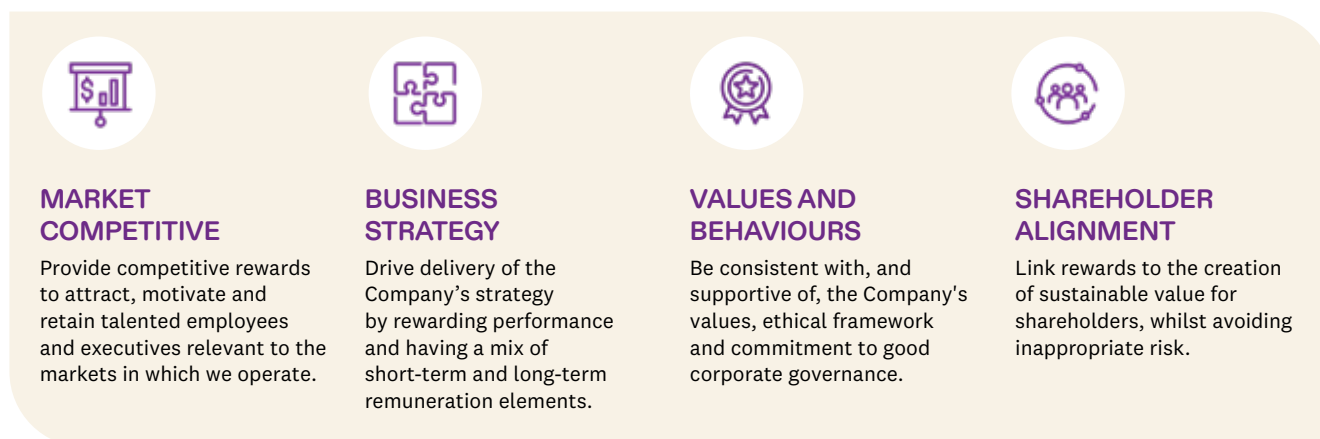 $
MARKET
COMPETITIVE
Provide competitive rewards
to attract, motivate and
retain talented employees
and executives relevant to the
markets in which we operate.
BUSINESS
STRATEGY
Drive delivery of the
Company’s strategy
by rewarding performance
and having a mix of
short-term and long-term
remuneration elements.
VALUES AND
BEHAVIOURS
Be consistent with, and
supportive of, the Company's
values, ethical framework
and commitment to good
corporate governance.
SHAREHOLDER
ALIGNMENT
Link rewards to the creation
of sustainable value for
shareholders, whilst avoiding
inappropriate risk.